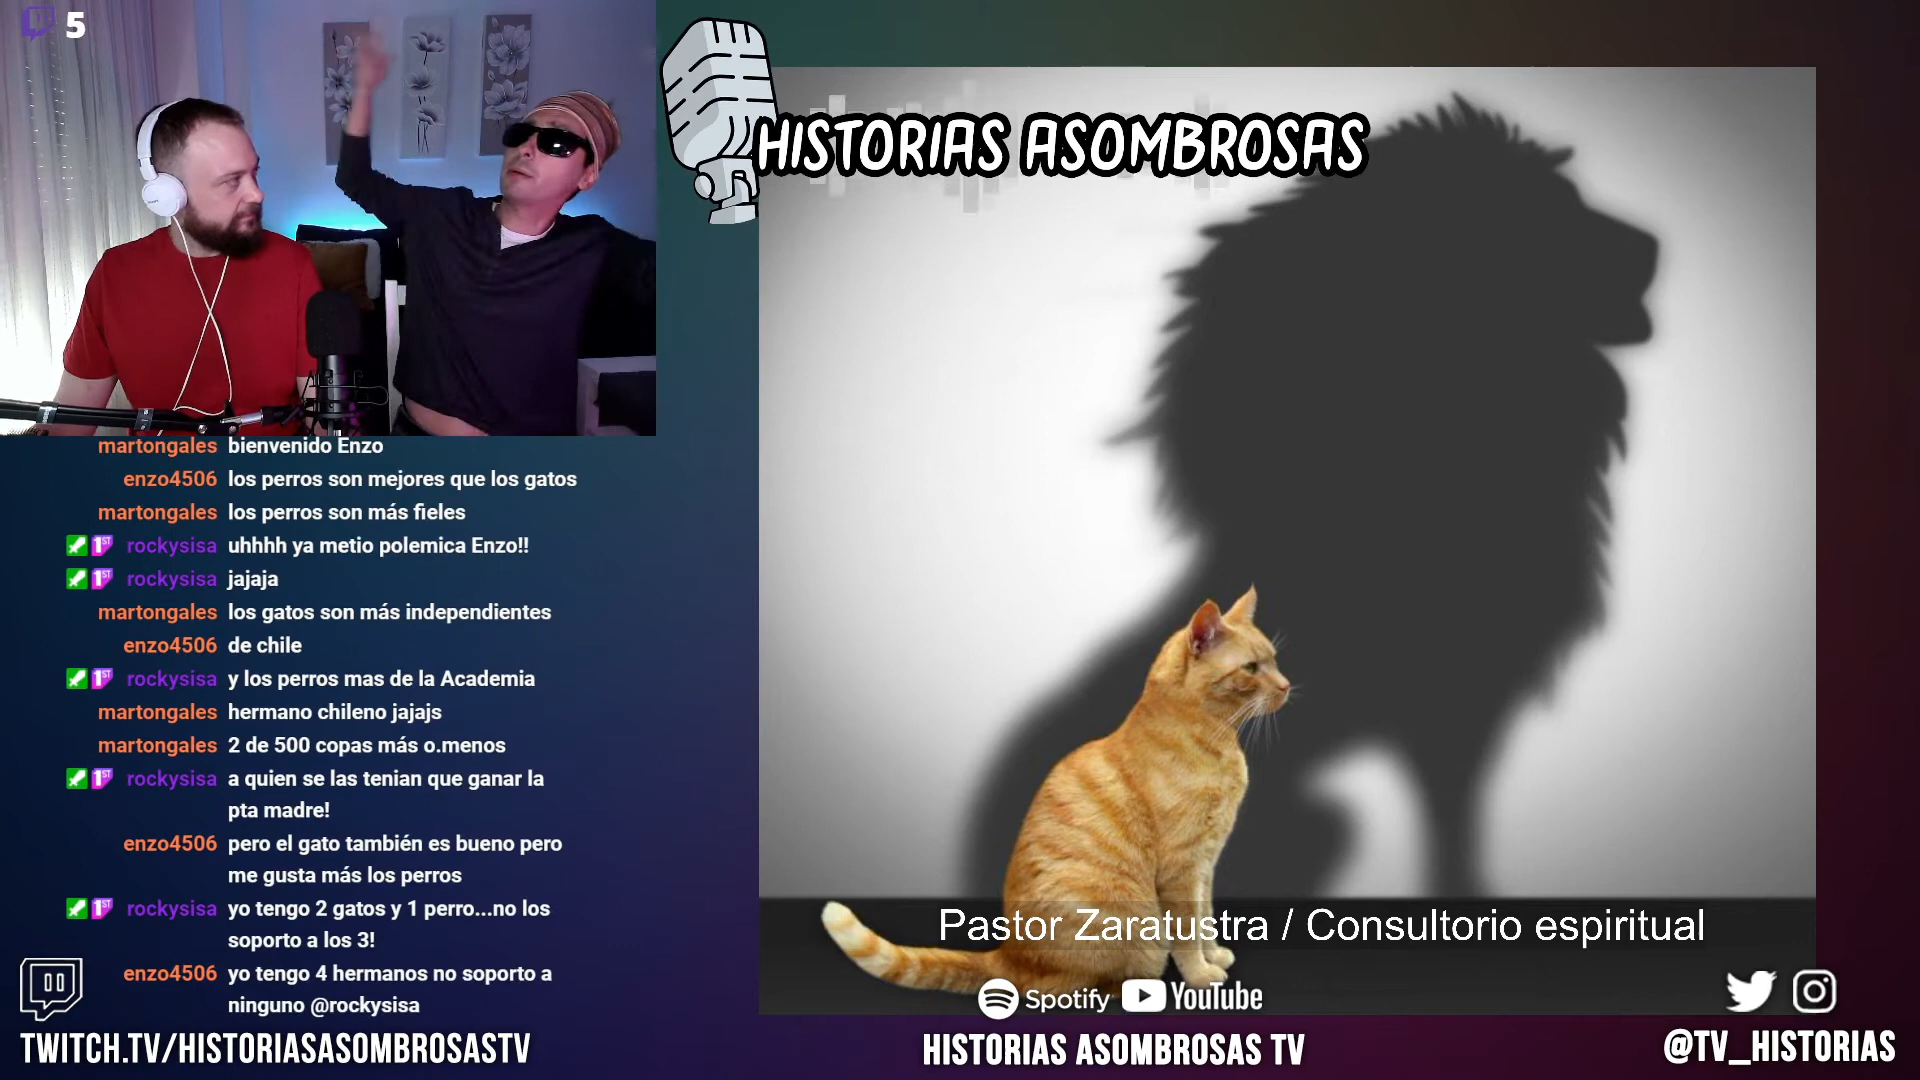 5
HISTORIAS ASOMBROSAS
martongales bienvenido Enzo
enzo4506 los perros son mejores que los gatos
martongales los perros son más fieles
1ST rockysisa uhhhh ya metio polemica Enzo!!
1ST rockysisa jajaja
martongales los gatos son más independientes
enzo4506 de chile
1ST rockysisa y los perros mas de la Academia
martongales hermano chileno jajajs
martongales 2 de 500 copas más o.menos
1ST rockysisa a quien se las tenian que ganar la
pta madre!
enzo4506 pero el gato también es bueno pero
me gusta más los perros
1ST rockysisa yo tengo 2 gatos y 1 perro...no los
soporto a los 3!
enzo4506 yo tengo 4 hermanos no soporto a
ninguno @rockysisa
Pastor Zaratustra / Consultorio espiritual
Spotify YouTube
TWITCH.TV/HISTORIASASOMBROSASTV
HISTORIAS ASOMBROSAS TV
@TV_HISTORIAS